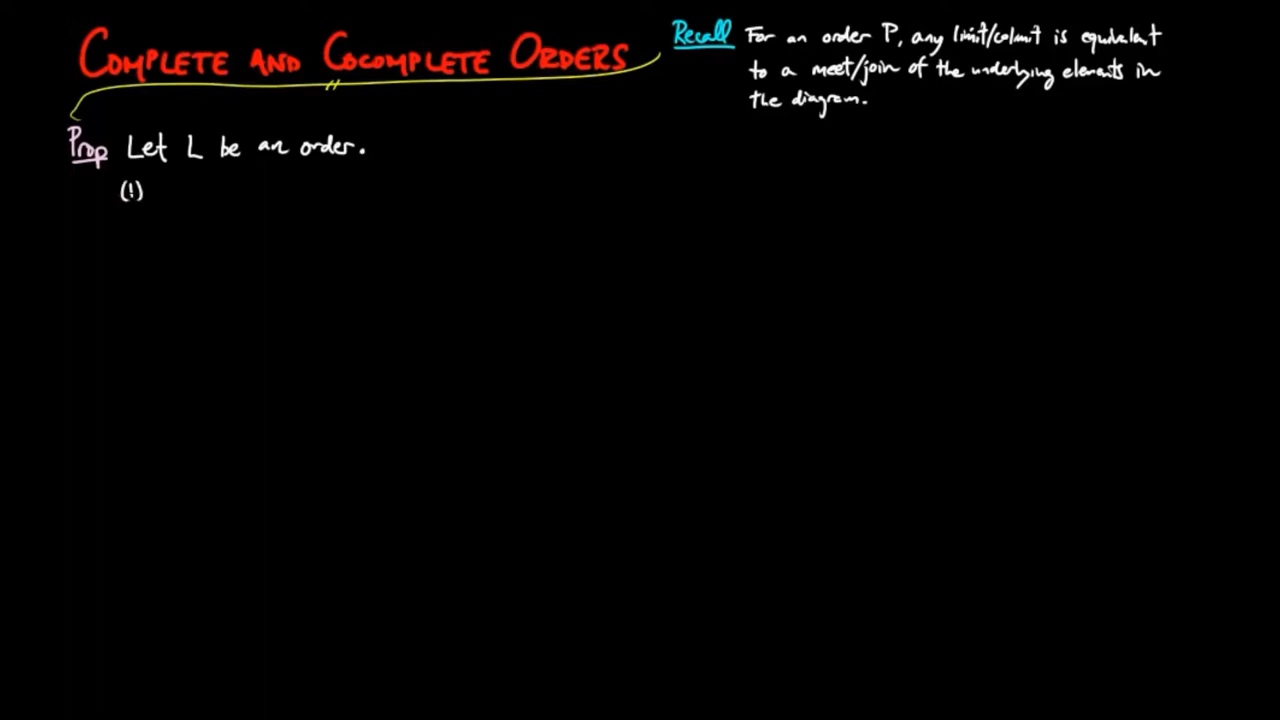 COMPLETE AND COCOMPLETE ORDERS
Recall For an order P, any limit/colimit is equivalent
to a meet/join of the underlying elements in
the diagram.
Prop Let L be an order.
(1)